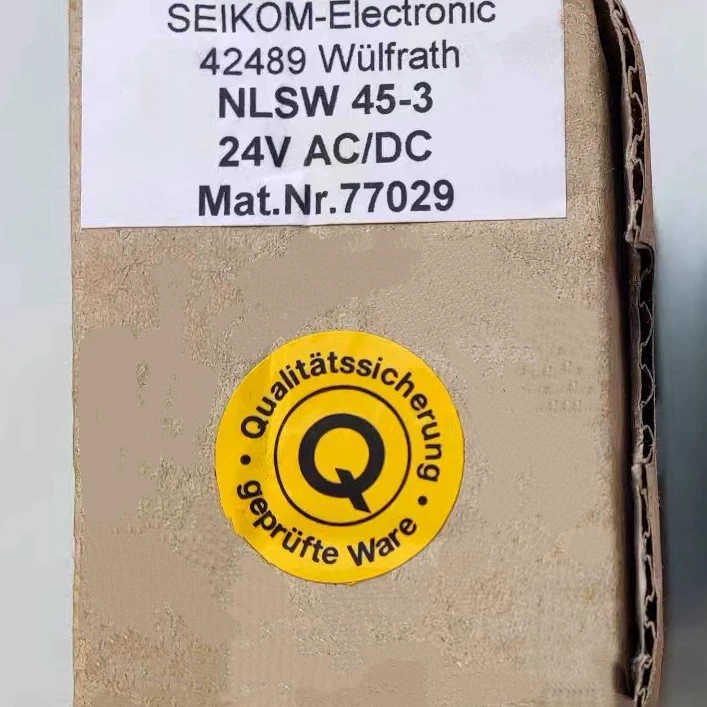 SEIKOM-Electronic
42489 Wülfrath
NLSW 45-3
24V AC/DC
Mat.Nr.77029
Qualitätssicherung
Q
• geprüfte Ware •